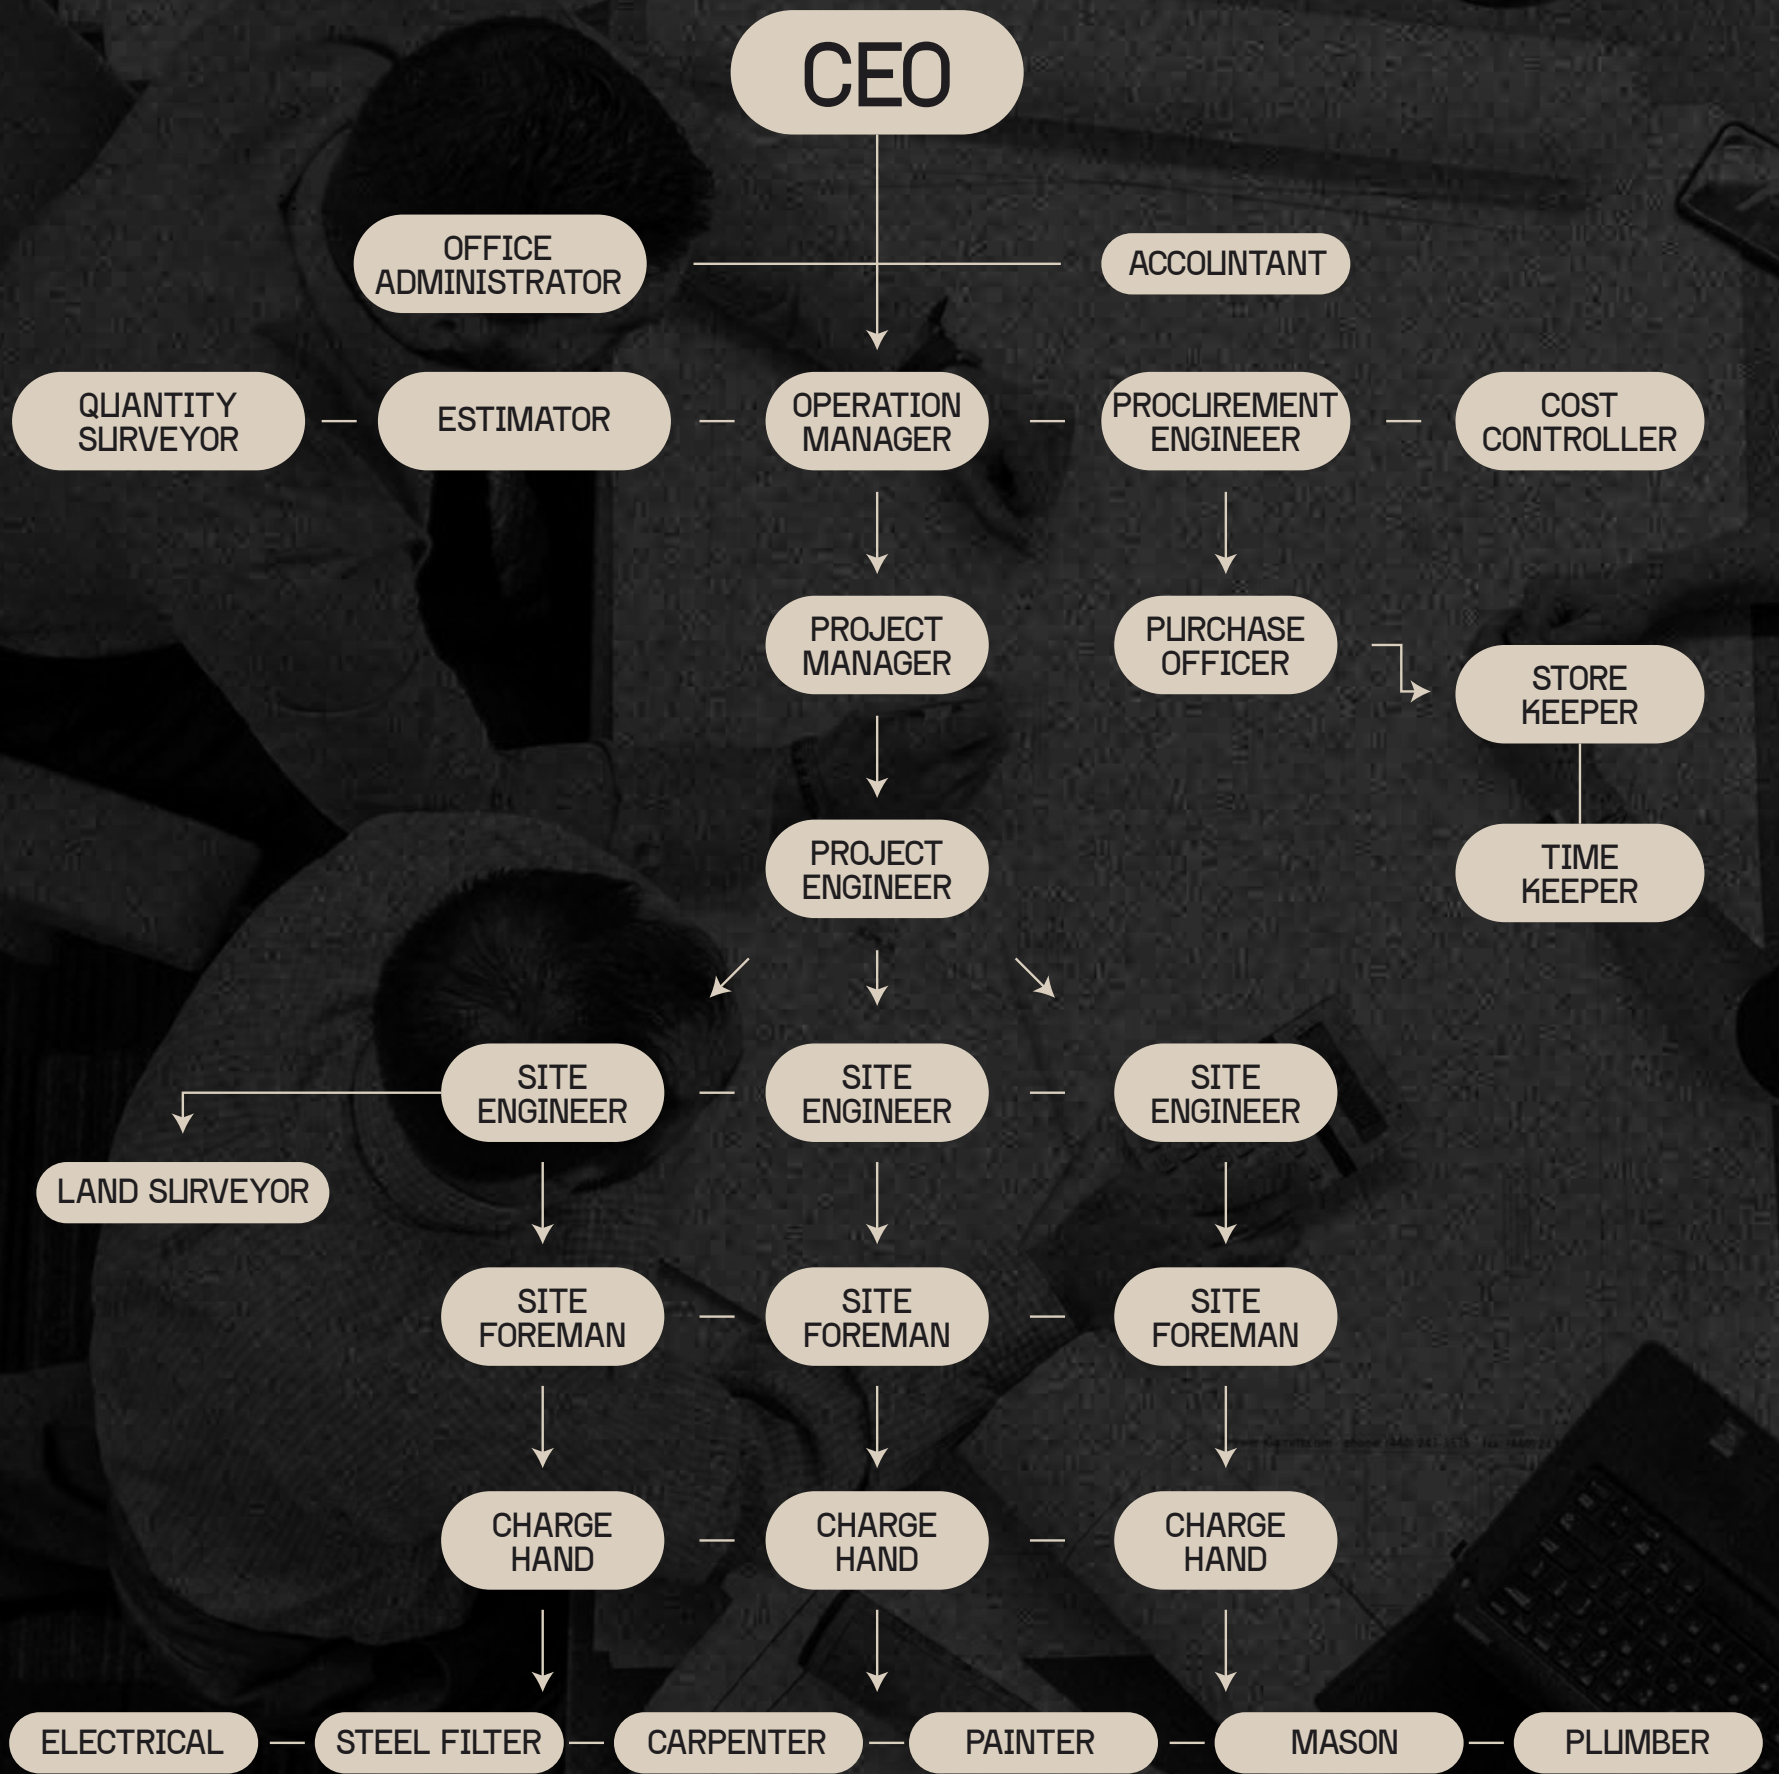 CEO
OFFICE
ADMINISTRATOR
ACCOUNTANT
QUANTITY
SURVEYOR
ESTIMATOR
OPERATION
MANAGER
PROCUREMENT
ENGINEER
COST
CONTROLLER
PROJECT
MANAGER
PURCHASE
OFFICER
STORE
KEEPER
PROJECT
ENGINEER
TIME
KEEPER
SITE
ENGINEER
SITE
ENGINEER
SITE
ENGINEER
LAND SURVEYOR
SITE
FOREMAN
SITE
FOREMAN
SITE
FOREMAN
CHARGE
HAND
CHARGE
HAND
CHARGE
HAND
ELECTRICAL
STEEL FILTER
CARPENTER
PAINTER
MASON
PLUMBER